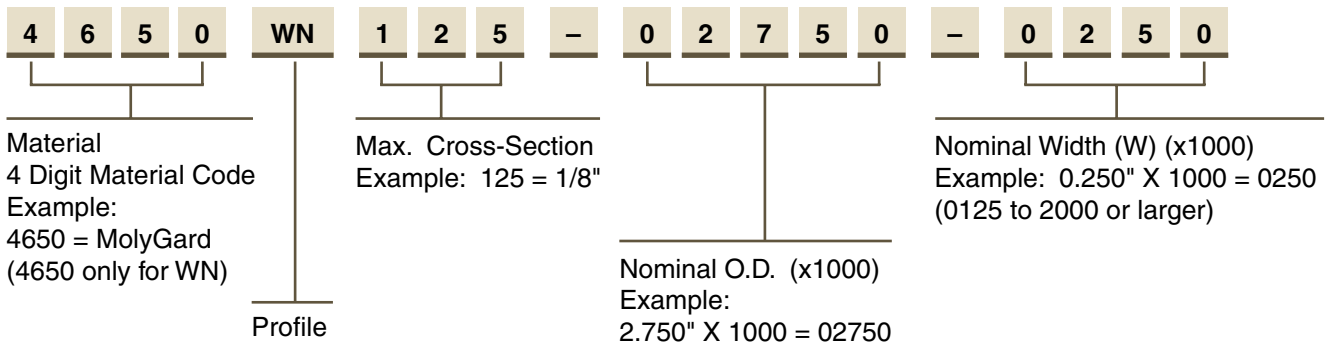 4 6 5 0 WN 1 2 5 – 0 2 7 5 0 – 0 2 5 0
Material
4 Digit Material Code
Example:
4650 = MolyGard
(4650 only for WN)
Profile
Max. Cross-Section
Example: 125 = 1/8"
Nominal O.D. (x1000)
Example:
2.750" X 1000 = 02750
Nominal Width (W) (x1000)
Example: 0.250" X 1000 = 0250
(0125 to 2000 or larger)